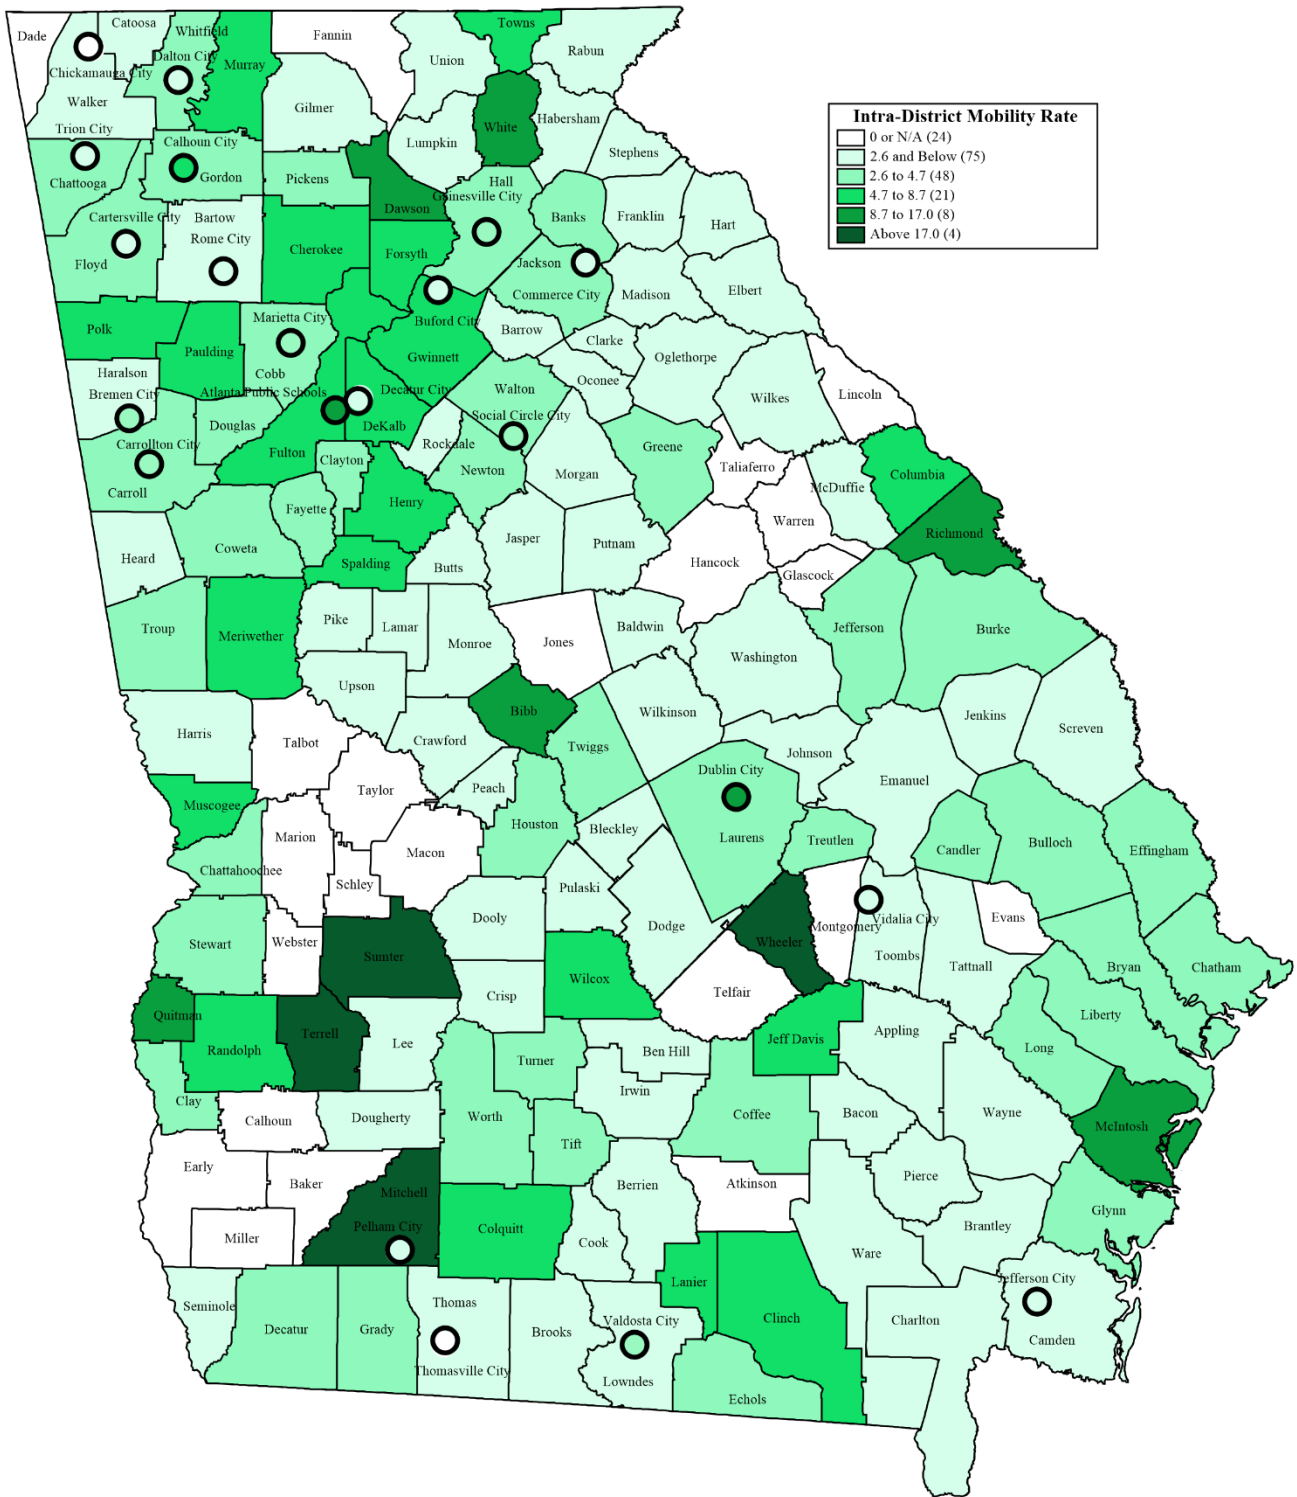 Dade
Catoosa
Whitfield
Fannin
Towns
Union
Rabun
Dalton City
Murray
Chickamauga City
Walker
Gilmer
Trion City
White
Habersham
Lumpkin
Stephens
Calhoun City
Chattooga
Gordon
Pickens
Hall
Gainesville City
Dawson
Banks
Franklin
Hart
Cartersville City
Bartow
Rome City
Floyd
Cherokee
Forsyth
Jackson
Commerce City
Madison
Elbert
Intra-District Mobility Rate
0 or N/A (24)
2.6 and Below (75)
2.6 to 4.7 (48)
4.7 to 8.7 (21)
8.7 to 17.0 (8)
Above 17.0 (4)
Polk
Paulding
Marietta City
Cobb
Buford City
Gwinnett
Barrow
Clarke
Oconee
Oglethorpe
Wilkes
Lincoln
Haralson
Bremen City
Atlanta Public Schools
Decatur City
Walton
Social Circle City
Carrollton City
Douglas
DeKalb
Rockdale
Carroll
Fulton
Clayton
Newton
Morgan
Greene
Taliaferro
McDuffie
Columbia
Fayette
Henry
Warren
Richmond
Heard
Coweta
Spalding
Butts
Jasper
Putnam
Hancock
Glascock
Troup
Meriwether
Pike
Lamar
Monroe
Jones
Baldwin
Washington
Jefferson
Burke
Upson
Bibb
Wilkinson
Jenkins
Screven
Harris
Talbot
Crawford
Twiggs
Johnson
Emanuel
Taylor
Peach
Dublin City
Muscogee
Marion
Macon
Houston
Bleckley
Laurens
Treutlen
Candler
Bulloch
Effingham
Chattahoochee
Schley
Pulaski
Dooly
Dodge
Stewart
Webster
Sumter
Wheeler
Montgomery
Vidalia City
Toombs
Tattnall
Evans
Bryan
Chatham
Crisp
Wilcox
Telfair
Quitman
Terrell
Randolph
Lee
Turner
Ben Hill
Jeff Davis
Appling
Long
Liberty
Irwin
Clay
Calhoun
Dougherty
Worth
Tift
Coffee
Bacon
Wayne
McIntosh
Early
Baker
Mitchell
Berrien
Atkinson
Pierce
Miller
Pelham City
Colquitt
Cook
Ware
Brantley
Glynn
Seminole
Decatur
Grady
Thomas
Thomasville City
Brooks
Valdosta City
Lowndes
Lanier
Clinch
Echols
Charlton
Jefferson City
Camden